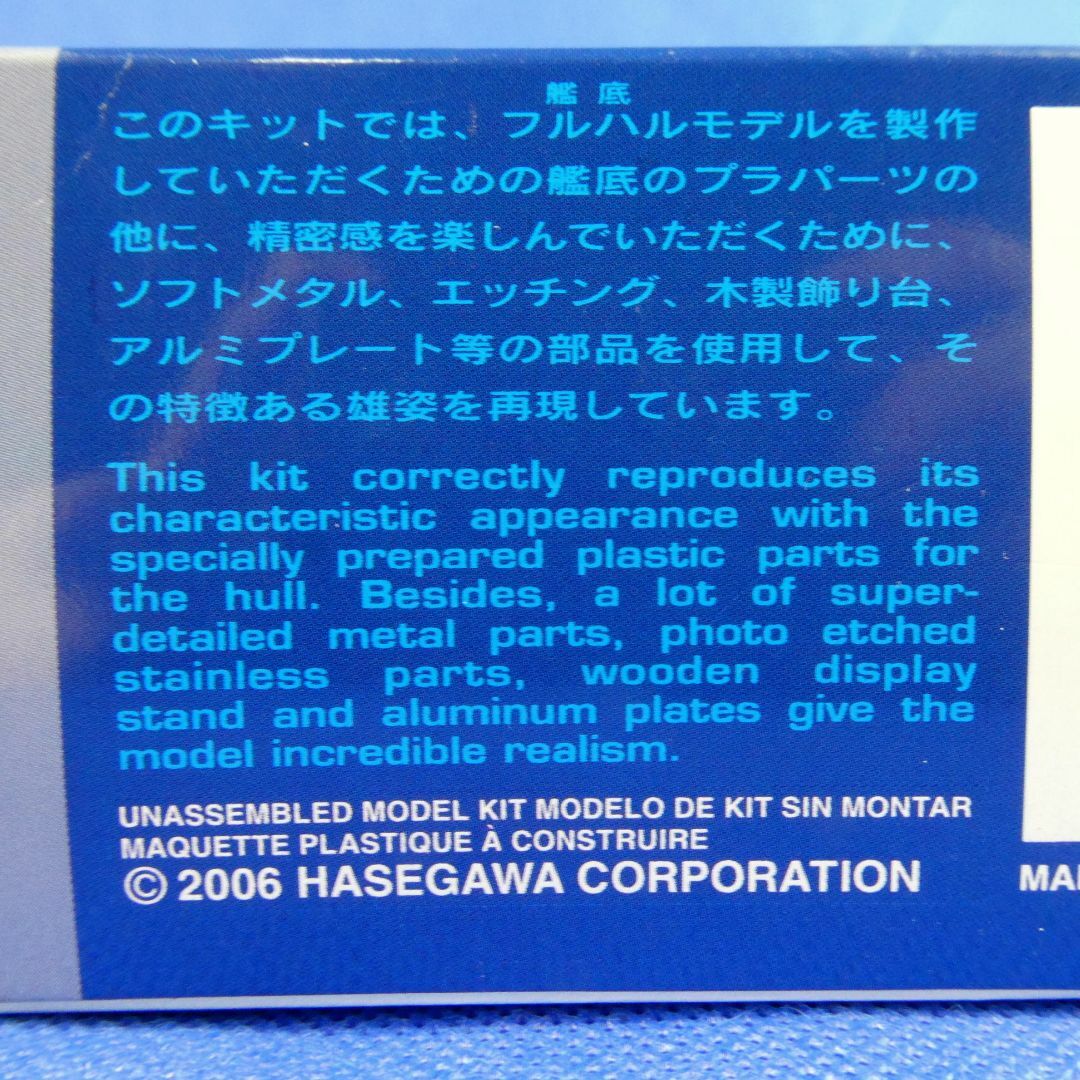 艦底
このキットでは、フルハルモデルを製作
していただくための艦底のプラパーツの
他に、精密感を楽しんでいただくために、
ソフトメタル、エッチング、木製飾り台、
アルミプレート等の部品を使用して、そ
の特徴ある雄姿を再現しています。
This kit correctly reproduces its
characteristic appearance with the
specially prepared plastic parts for
the hull. Besides, a lot of super-
detailed metal parts, photo etched
stainless parts, wooden display
stand and aluminum plates give the
model incredible realism.
UNASSEMBLED MODEL KIT MODELO DE KIT SIN MONTAR
MAQUETTE PLASTIQUE À CONSTRUIRE
© 2006 HASEGAWA CORPORATION